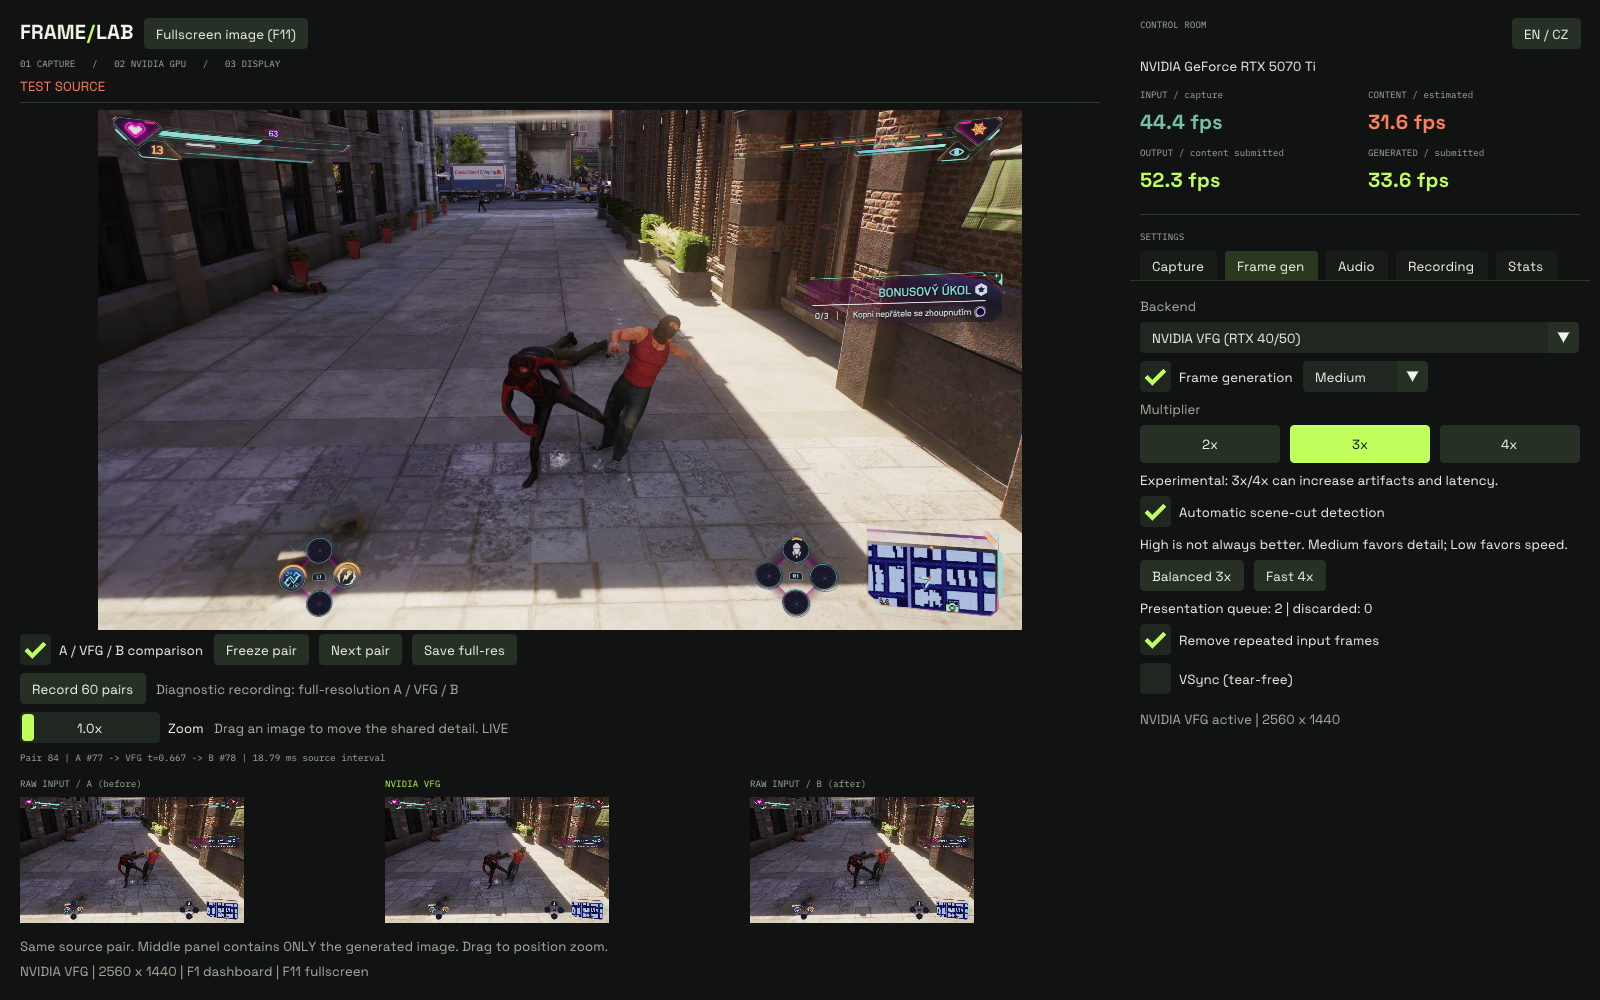 FRAME/LAB
Fullscreen image (F11)
01 CAPTURE / 02 NVIDIA GPU / 03 DISPLAY
TEST SOURCE
63
13
Consolidated Shipping
BONUSOVÝ ÚKOL
0/3 | Kopni nepřátele se zhoupnutím
L1
R1
A / VFG / B comparison
Freeze pair
Next pair
Save full-res
Record 60 pairs
Diagnostic recording: full-resolution A / VFG / B
1.0x
Zoom
Drag an image to move the shared detail. LIVE
Pair 84 | A #77 -> VFG t=0.667 -> B #78 | 18.79 ms source interval
RAW INPUT / A (before)
NVIDIA VFG
RAW INPUT / B (after)
Same source pair. Middle panel contains ONLY the generated image. Drag to position zoom.
NVIDIA VFG | 2560 x 1440 | F1 dashboard | F11 fullscreen
CONTROL ROOM
EN / CZ
NVIDIA GeForce RTX 5070 Ti
INPUT / capture
CONTENT / estimated
44.4 fps
31.6 fps
OUTPUT / content submitted
GENERATED / submitted
52.3 fps
33.6 fps
SETTINGS
Capture
Frame gen
Audio
Recording
Stats
Backend
NVIDIA VFG (RTX 40/50)
Frame generation
Medium
Multiplier
2x
3x
4x
Experimental: 3x/4x can increase artifacts and latency.
Automatic scene-cut detection
High is not always better. Medium favors detail; Low favors speed.
Balanced 3x
Fast 4x
Presentation queue: 2 | discarded: 0
Remove repeated input frames
VSync (tear-free)
NVIDIA VFG active | 2560 x 1440